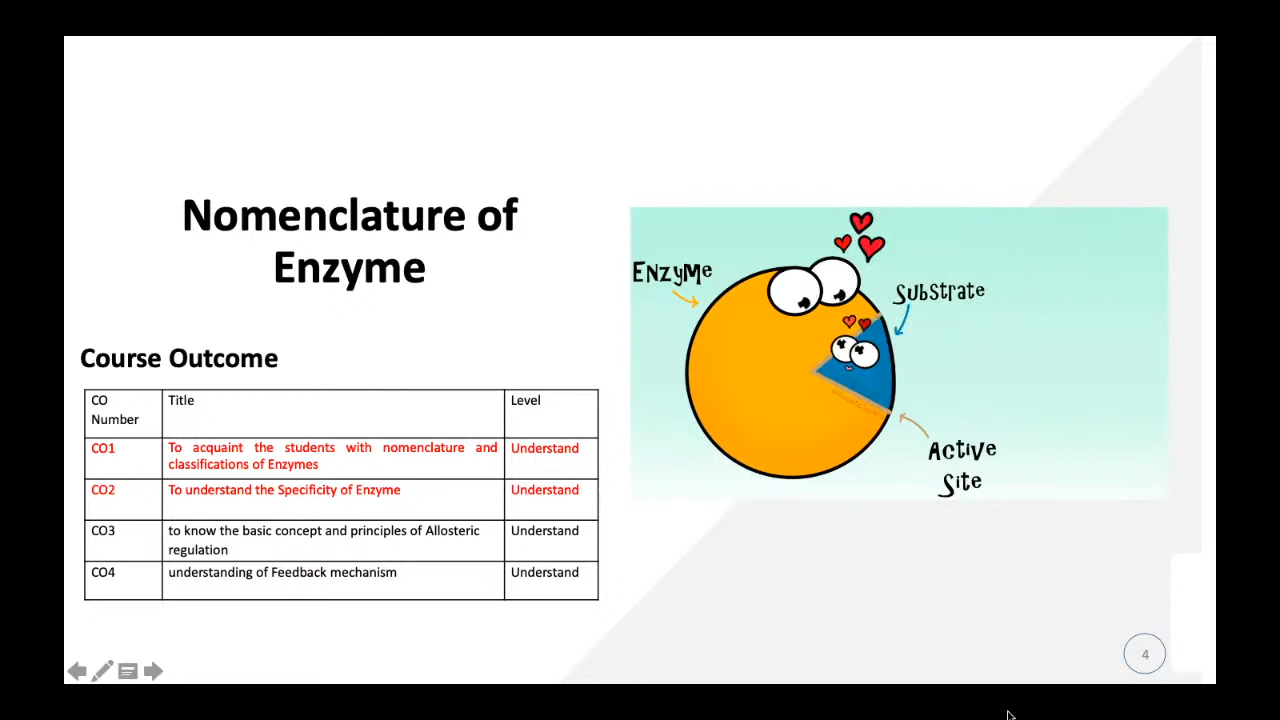 Nomenclature of
Enzyme
Course Outcome
CO
Number
Title
Level
CO1
To acquaint the students with nomenclature and
classifications of Enzymes
Understand
CO2
To understand the Specificity of Enzyme
Understand
CO3
to know the basic concept and principles of Allosteric
regulation
Understand
CO4
understanding of Feedback mechanism
Understand
Enzyme
Substrate
Active
Site
4